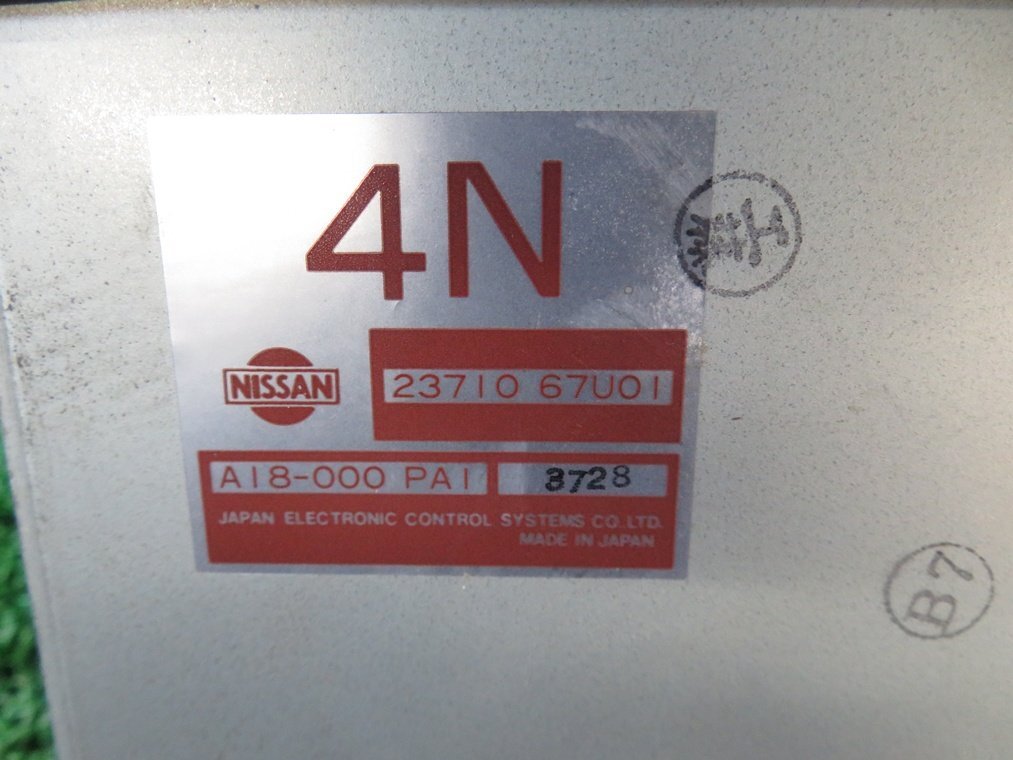 4N
NISSAN
23710 67U01
A18-000 PA1
3728
JAPAN ELECTRONIC CONTROL SYSTEMS CO.,LTD.
MADE IN JAPAN
B7